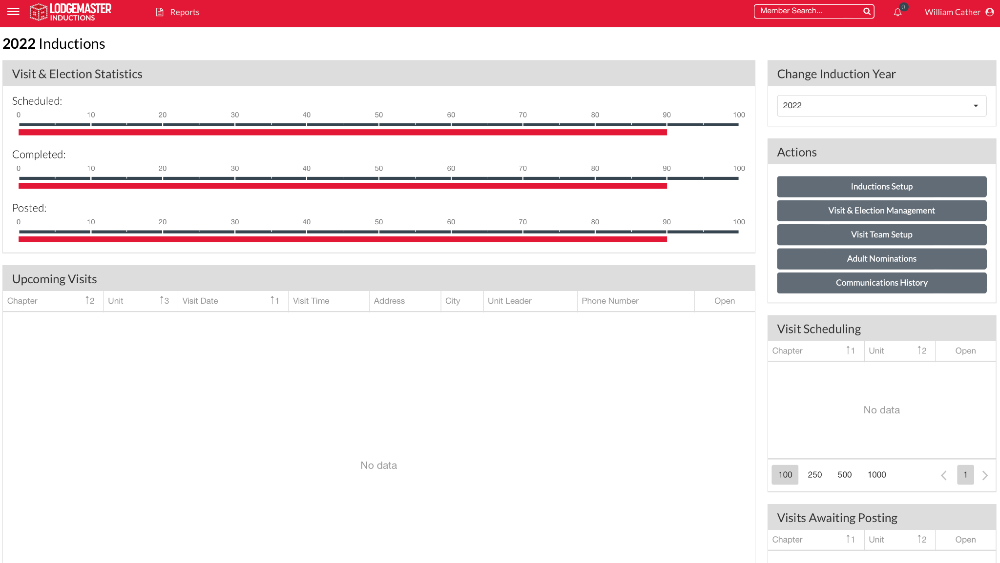 LODGEMASTER
INDUCTIONS
Reports
Member Search...
0
William Cather
2022 Inductions
Visit & Election Statistics
Scheduled:
0 10 20 30 40 50 60 70 80 90 100
Completed:
0 10 20 30 40 50 60 70 80 90 100
Posted:
0 10 20 30 40 50 60 70 80 90 100
Upcoming Visits
Chapter ↑2 Unit ↑3 Visit Date ↑1 Visit Time Address City Unit Leader Phone Number Open
No data
Change Induction Year
2022
Actions
Inductions Setup
Visit & Election Management
Visit Team Setup
Adult Nominations
Communications History
Visit Scheduling
Chapter ↑1 Unit ↑2 Open
No data
100 250 500 1000 1
Visits Awaiting Posting
Chapter ↑1 Unit ↑2 Open